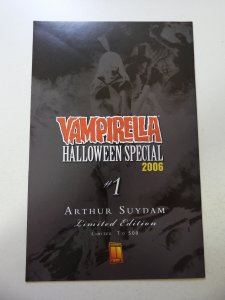 VAMPIRELLA
HALLOWEEN SPECIAL
2006
#1
ARTHUR SUYDAM
Limited Edition
LIMITED TO 500